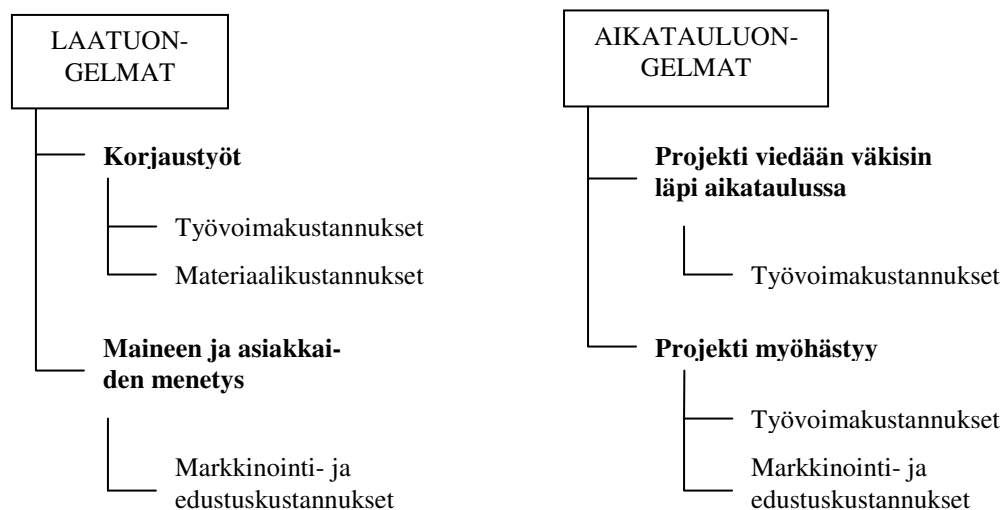 LAATUON-
GELMAT
Korjaustyöt
Työvoimakustannukset
Materiaalikustannukset
Maineen ja asiakkai-
den menetys
Markkinointi- ja
edustuskustannukset
AIKATAULUON-
GELMAT
Projekti viedään väkisin
läpi aikataulussa
Työvoimakustannukset
Projekti myöhästyy
Työvoimakustannukset
Markkinointi- ja
edustuskustannukset